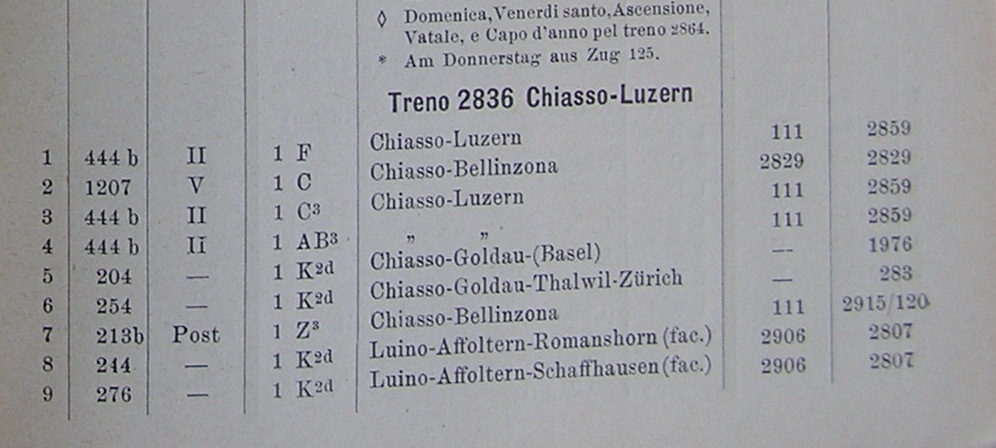 ◊ Domenica, Venerdi santo, Ascensione,
Vatale, e Capo d'anno pel treno 2864.
* Am Donnerstag aus Zug 125.
Treno 2836 Chiasso-Luzern
1 444 b II 1 F Chiasso-Luzern 111 2859
2 1207 V 1 C Chiasso-Bellinzona 2829 2829
3 444 b II 1 C³ Chiasso-Luzern 111 2859
4 444 b II 1 AB³ „ „ 111 2859
5 204 — 1 K²ᵈ Chiasso-Goldau-(Basel) — 1976
6 254 — 1 K²ᵈ Chiasso-Goldau-Thalwil-Zürich — 283
7 213b Post 1 Z³ Chiasso-Bellinzona 111 2915/120
8 244 — 1 K²ᵈ Luino-Affoltern-Romanshorn (fac.) 2906 2807
9 276 — 1 K²ᵈ Luino-Affoltern-Schaffhausen (fac.) 2906 2807